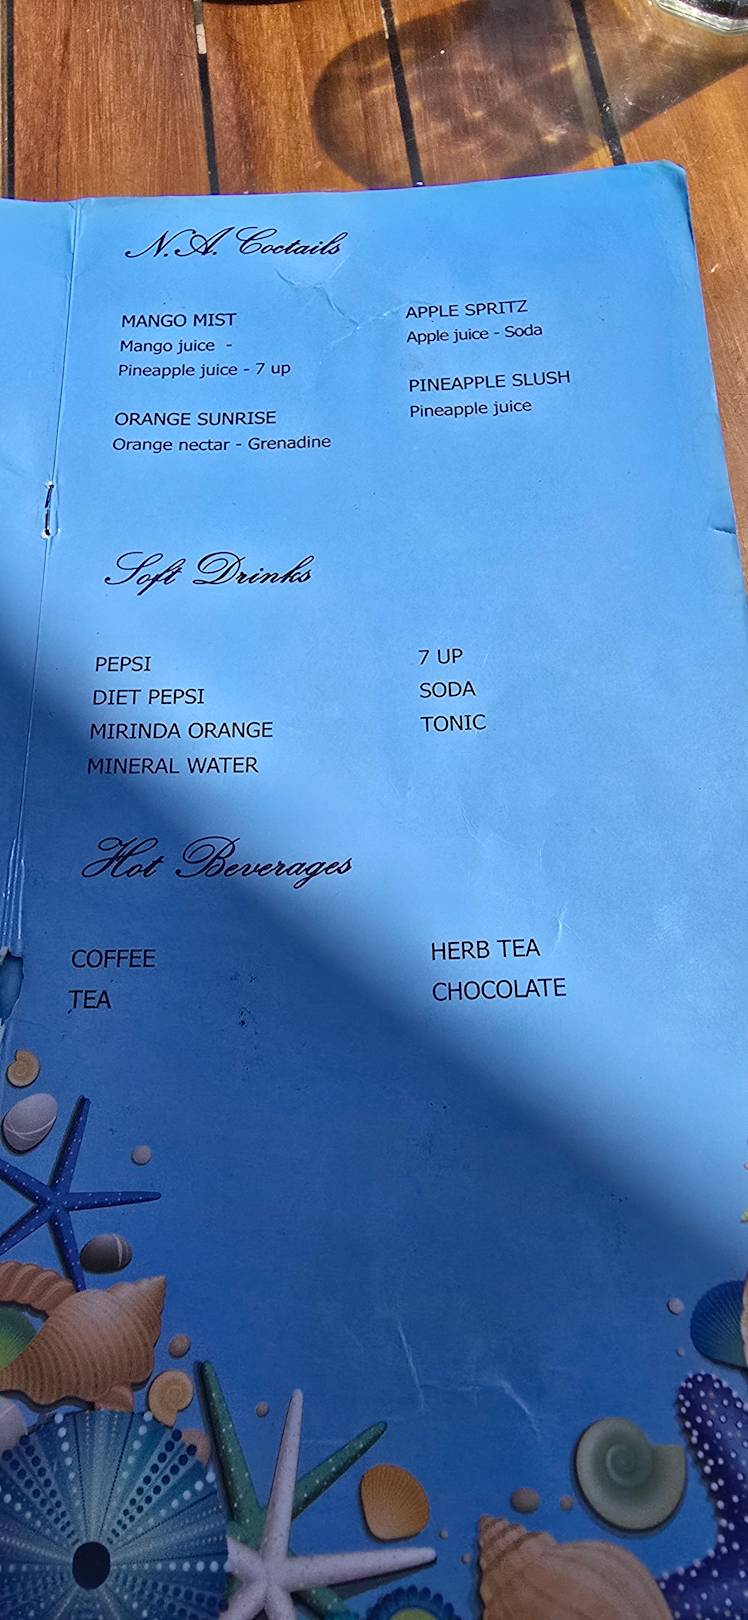 N.A. Coctails
MANGO MIST
Mango juice -
Pineapple juice - 7 up
ORANGE SUNRISE
Orange nectar - Grenadine
APPLE SPRITZ
Apple juice - Soda
PINEAPPLE SLUSH
Pineapple juice
Soft Drinks
PEPSI
DIET PEPSI
MIRINDA ORANGE
MINERAL WATER
7 UP
SODA
TONIC
Hot Beverages
COFFEE
TEA
HERB TEA
CHOCOLATE